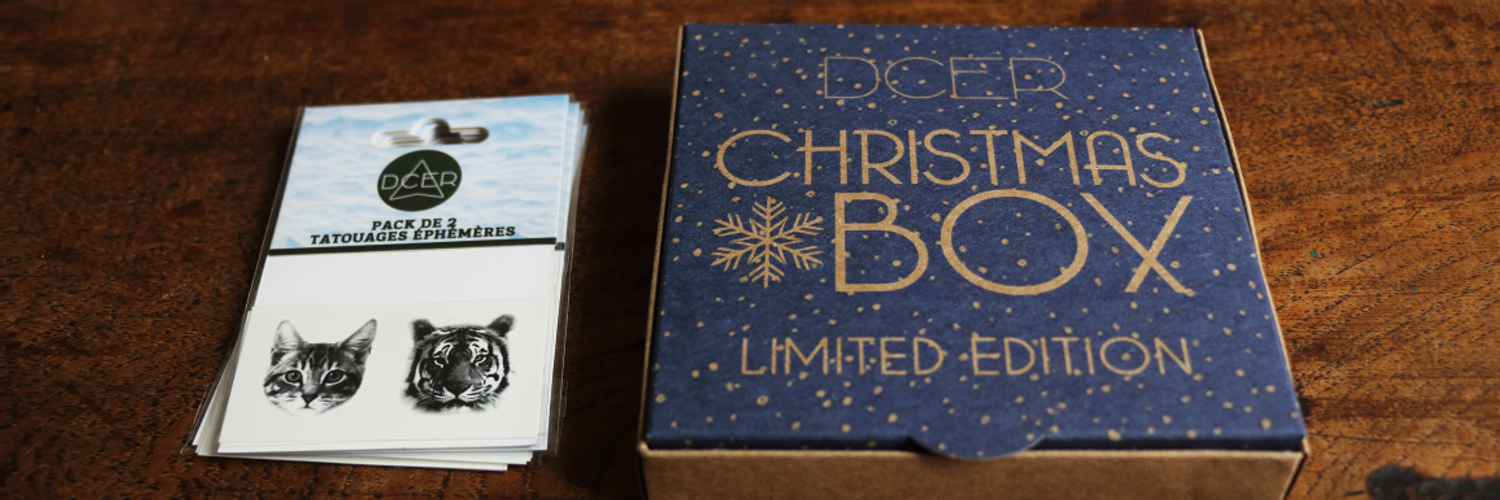 DCER
PACK DE 2
TATOUAGES ÉPHÉMÈRES
DCER
CHRISTMAS
BOX
LIMITED EDITION